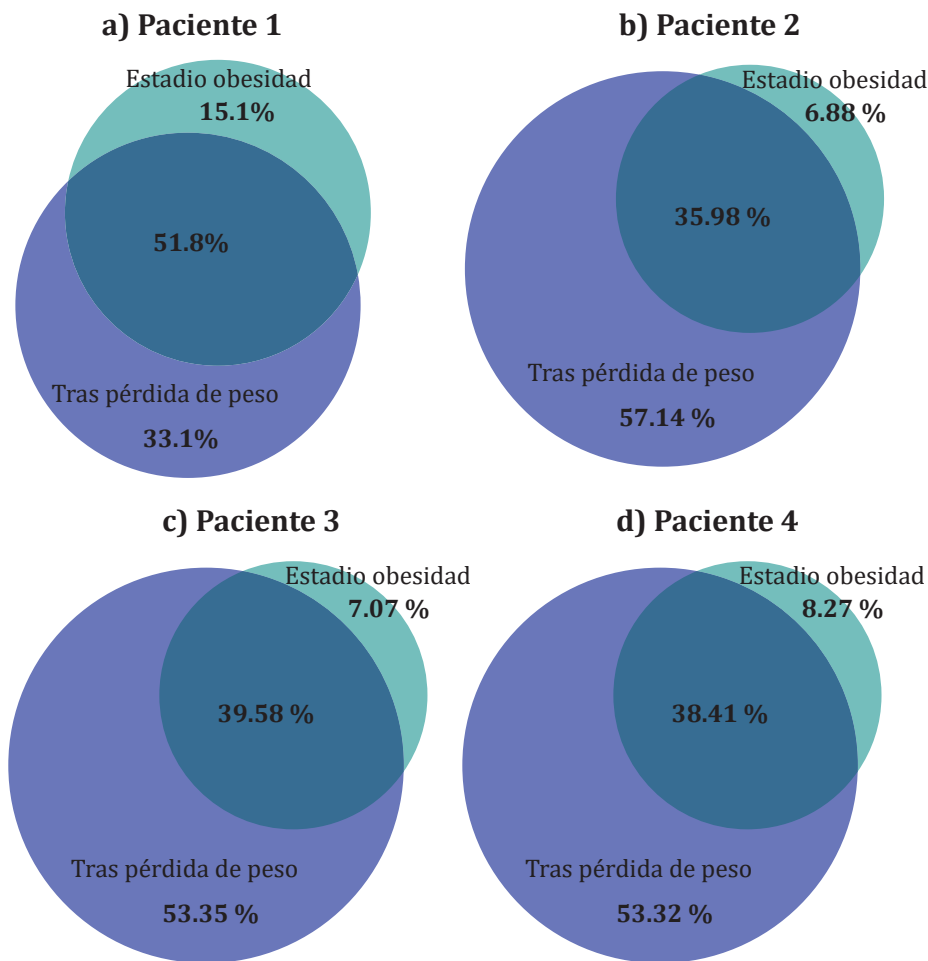 a) Paciente 1
Estadio obesidad
15.1%
51.8%
Tras pérdida de peso
33.1%
b) Paciente 2
Estadio obesidad
6.88 %
35.98 %
Tras pérdida de peso
57.14 %
c) Paciente 3
Estadio obesidad
7.07 %
39.58 %
Tras pérdida de peso
53.35 %
d) Paciente 4
Estadio obesidad
8.27 %
38.41 %
Tras pérdida de peso
53.32 %